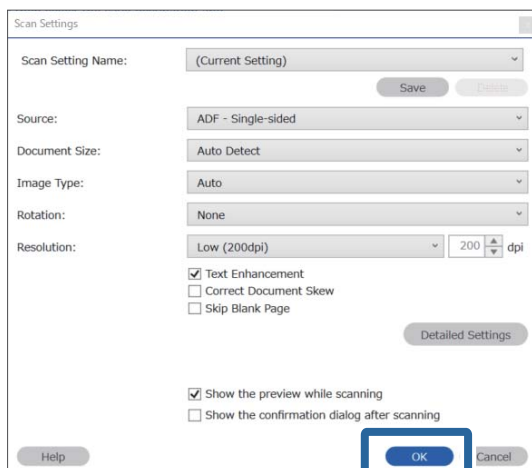 Scan Settings
Scan Setting Name: (Current Setting)
Save Delete
Source: ADF - Single-sided
Document Size: Auto Detect
Image Type: Auto
Rotation: None
Resolution: Low (200dpi) 200 dpi
Text Enhancement
Correct Document Skew
Skip Blank Page
Detailed Settings
Show the preview while scanning
Show the confirmation dialog after scanning
Help OK Cancel